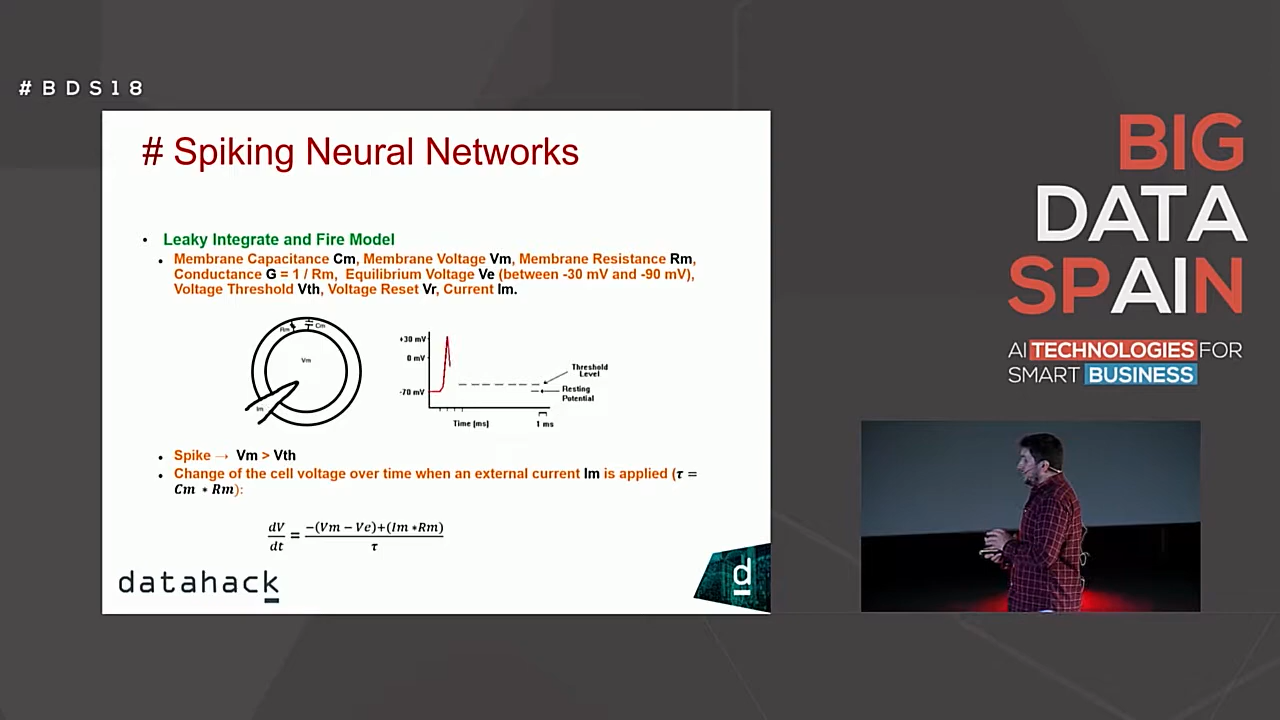 #BDS18
# Spiking Neural Networks
• Leaky Integrate and Fire Model
• Membrane Capacitance Cm, Membrane Voltage Vm, Membrane Resistance Rm,
Conductance G = 1 / Rm, Equilibrium Voltage Ve (between -30 mV and -90 mV),
Voltage Threshold Vth, Voltage Reset Vr, Current Im.
Rm
Cm
Vm
Im
+30 mV
0 mV
-70 mV
Threshold
Level
Resting
Potential
Time [ms]
1 ms
• Spike → Vm > Vth
• Change of the cell voltage over time when an external current Im is applied (τ =
Cm * Rm):
dV/dt = −(Vm − Ve)+(Im *Rm)/τ
datahack
d
BIG
DATA
SPAIN
AI TECHNOLOGIES FOR
SMART BUSINESS